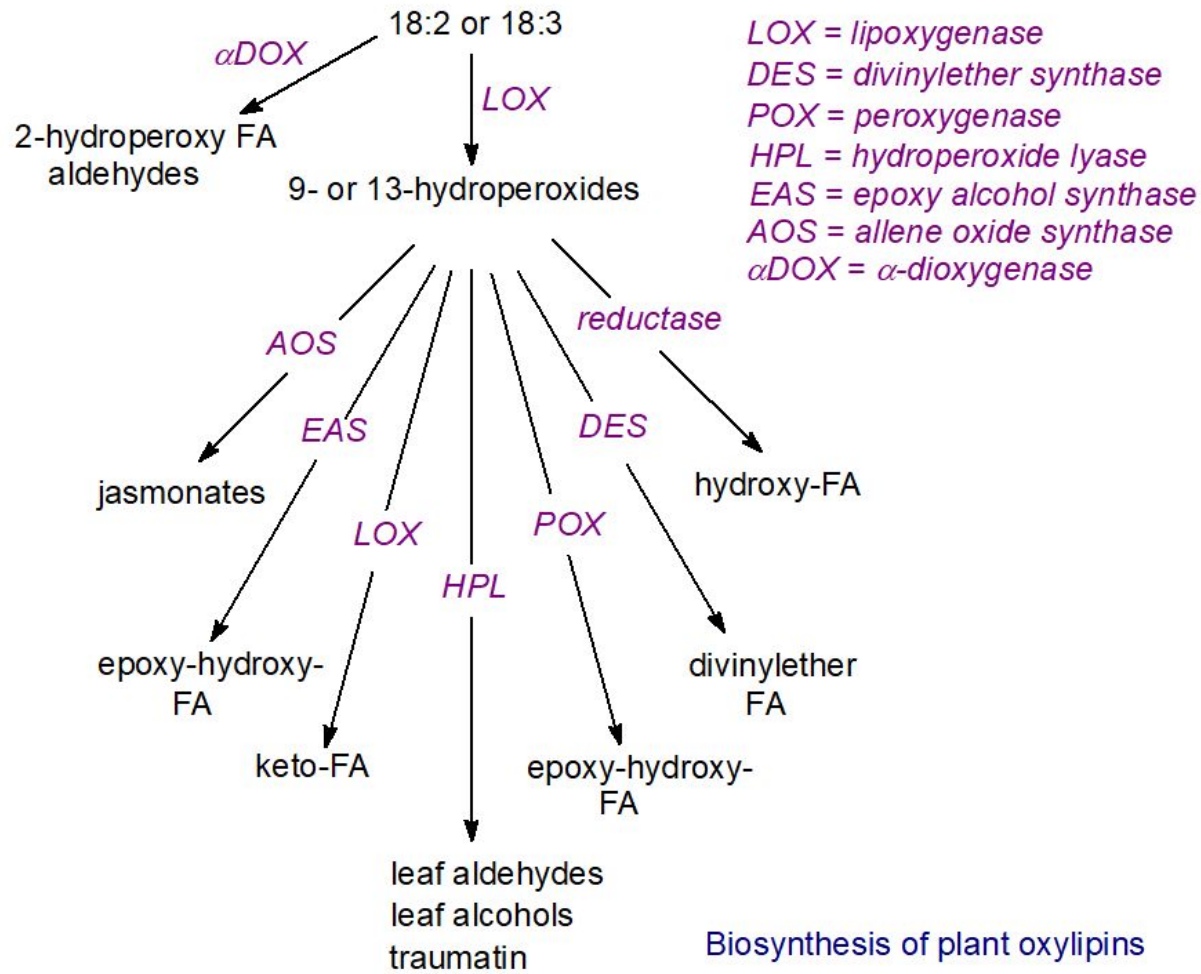 18:2 or 18:3
αDOX
LOX
2-hydroperoxy FA
aldehydes
9- or 13-hydroperoxides
LOX = lipoxygenase
DES = divinylether synthase
POX = peroxygenase
HPL = hydroperoxide lyase
EAS = epoxy alcohol synthase
AOS = allene oxide synthase
αDOX = α-dioxygenase
AOS
EAS
LOX
HPL
POX
DES
reductase
jasmonates
epoxy-hydroxy-
FA
keto-FA
leaf aldehydes
leaf alcohols
traumatin
epoxy-hydroxy-
FA
divinylether
FA
hydroxy-FA
Biosynthesis of plant oxylipins